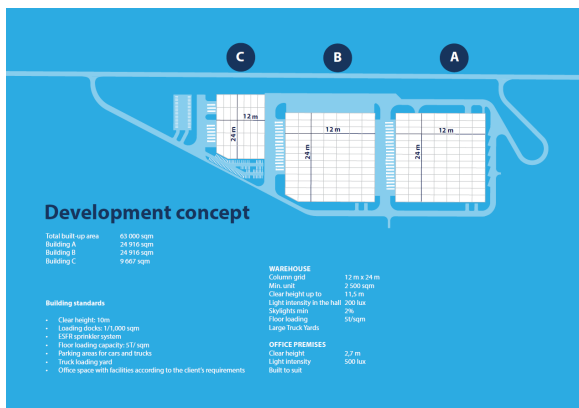 C
B
A
12 m
24 m
12 m
24 m
12 m
24 m
Development concept
Total built-up area 63 000 sqm
Building A 24 916 sqm
Building B 24 916 sqm
Building C 9 667 sqm
Building standards
• Clear height: 10m
• Loading docks: 1/1,000 sqm
• ESFR sprinkler system
• Floor loading capacity: 5T/ sqm
• Parking areas for cars and trucks
• Truck loading yard
• Office space with facilities according to the client's requirements
WAREHOUSE
Column grid 12 m x 24 m
Min. unit 2 500 sqm
Clear height up to 11,5 m
Light intensity in the hall 200 lux
Skylights min 2%
Floor loading 5t/sqm
Large Truck Yards
OFFICE PREMISES
Clear height 2,7 m
Light intensity 500 lux
Built to suit